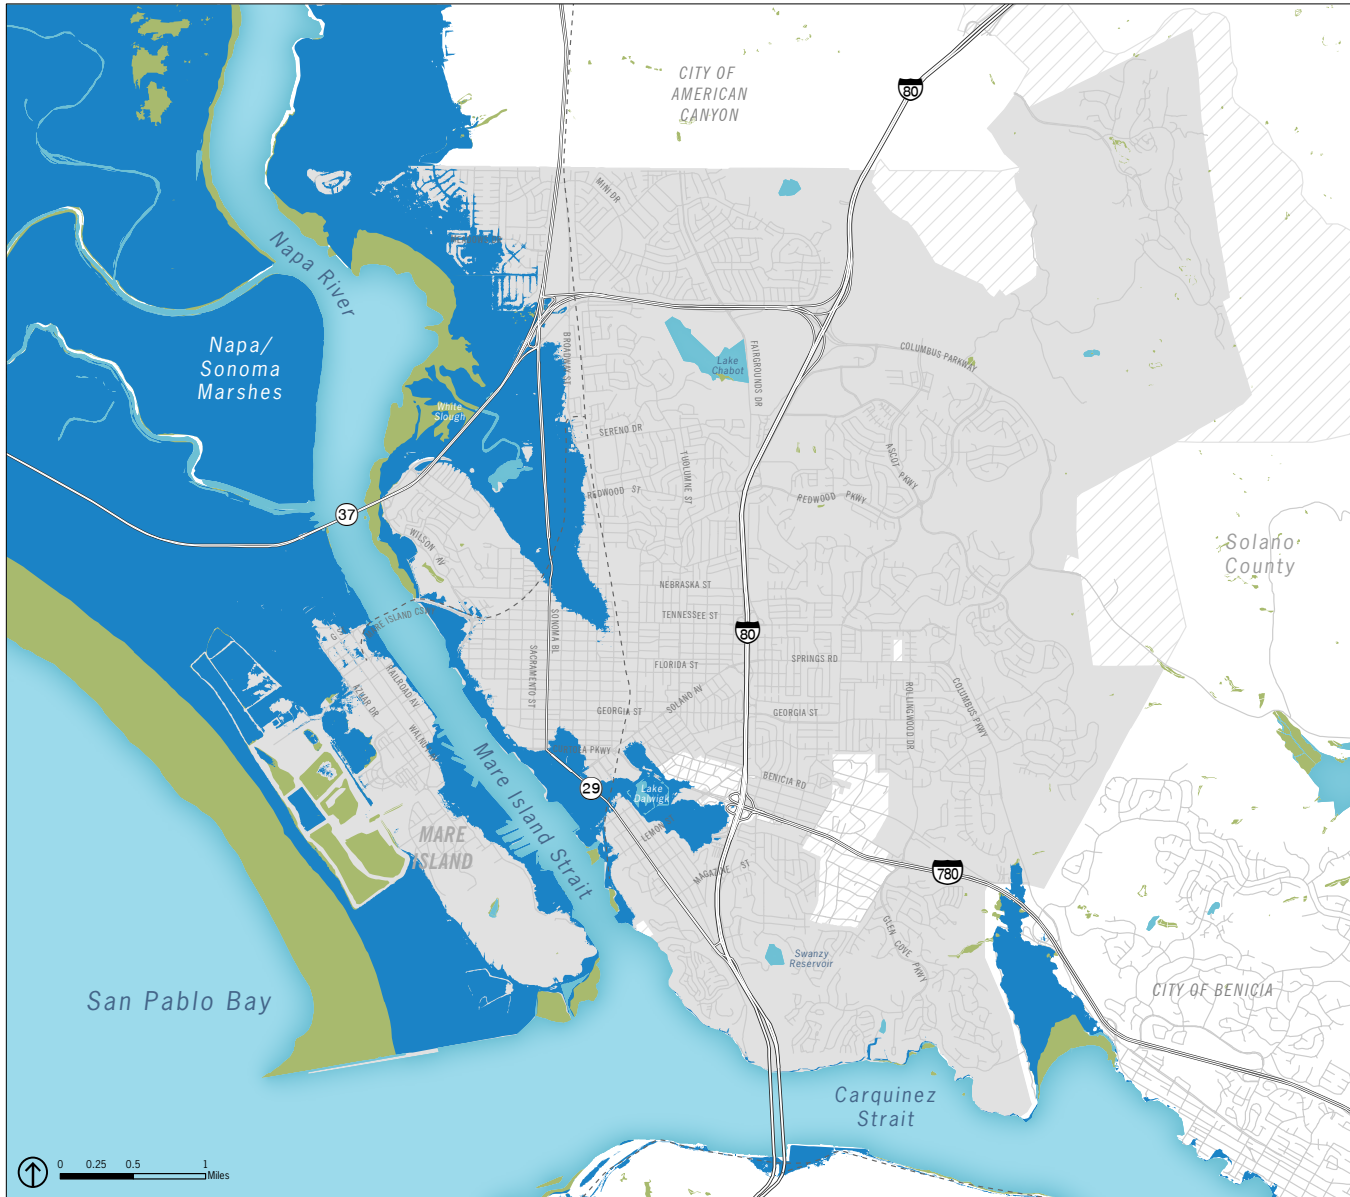 CITY OF
AMERICAN
CANYON
80
MINI DR
Napa River
Napa/
Sonoma
Marshes
BROADWAY ST
Lake
Chabot
FAIRGROUNDS DR
COLUMBUS PARKWAY
White
Slough
SERENO DR
TUOLUMNE ST
ASCOT PKWY
REDWOOD ST
REDWOOD PKWY
37
WILSON AV
Solano
County
NEBRASKA ST
TENNESSEE ST
80
SONOMA BL
SACRAMENTO ST
FLORIDA ST
SPRINGS RD
RAILROAD AV
AZUAR DR
SOLANO AV
ROLLINGWOOD DR
COLUMBUS PKWY
GEORGIA ST
GEORGIA ST
Mare Island Strait
BENICIA RD
29
Lake
Dalwigk
MARE
ISLAND
MAGAZINE ST
780
GLEN COVE PKWY
Swanzy
Reservoir
San Pablo Bay
CITY OF BENICIA
Carquinez
Strait
0 0.25 0.5 1
Miles